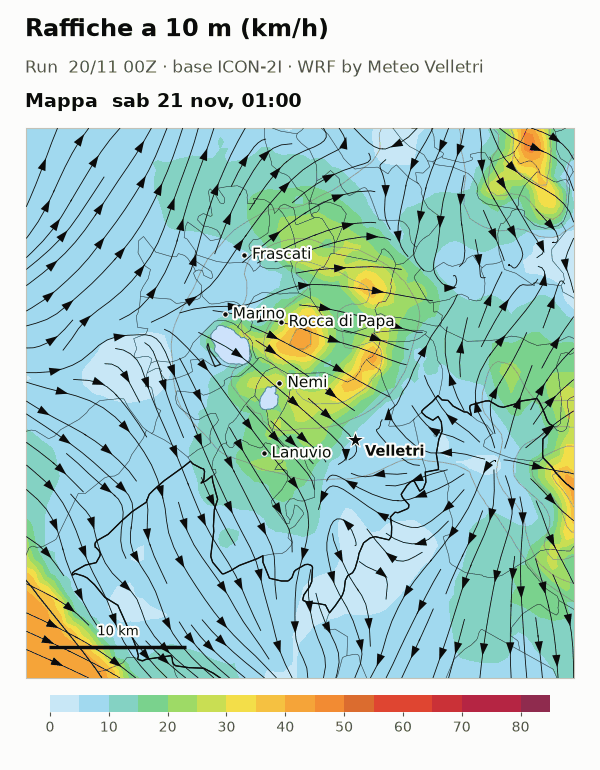 Raffiche a 10 m (km/h)
Run 20/11 00Z · base ICON-2I · WRF by Meteo Velletri
Mappa sab 21 nov, 01:00
Frascati
Marino
Rocca di Papa
Nemi
Velletri
Lanuvio
10 km
0 10 20 30 40 50 60 70 80